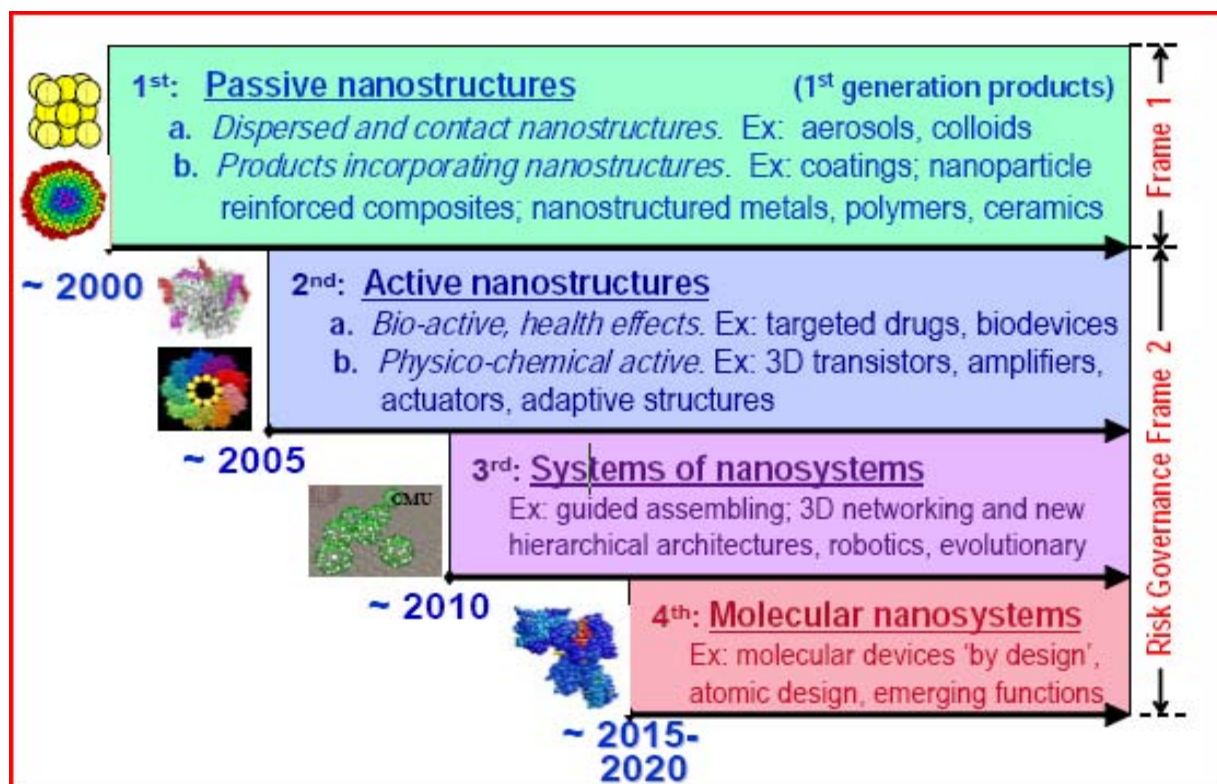 1st: Passive nanostructures (1st generation products)
a. Dispersed and contact nanostructures. Ex: aerosols, colloids
b. Products incorporating nanostructures. Ex: coatings; nanoparticle
reinforced composites; nanostructured metals, polymers, ceramics
~ 2000
2nd: Active nanostructures
a. Bio-active, health effects. Ex: targeted drugs, biodevices
b. Physico-chemical active. Ex: 3D transistors, amplifiers,
actuators, adaptive structures
~ 2005
CMU
3rd: Systems of nanosystems
Ex: guided assembling; 3D networking and new
hierarchical architectures, robotics, evolutionary
~ 2010
4th: Molecular nanosystems
Ex: molecular devices 'by design',
atomic design, emerging functions
~ 2015-
2020
Frame 1
Risk Governance Frame 2